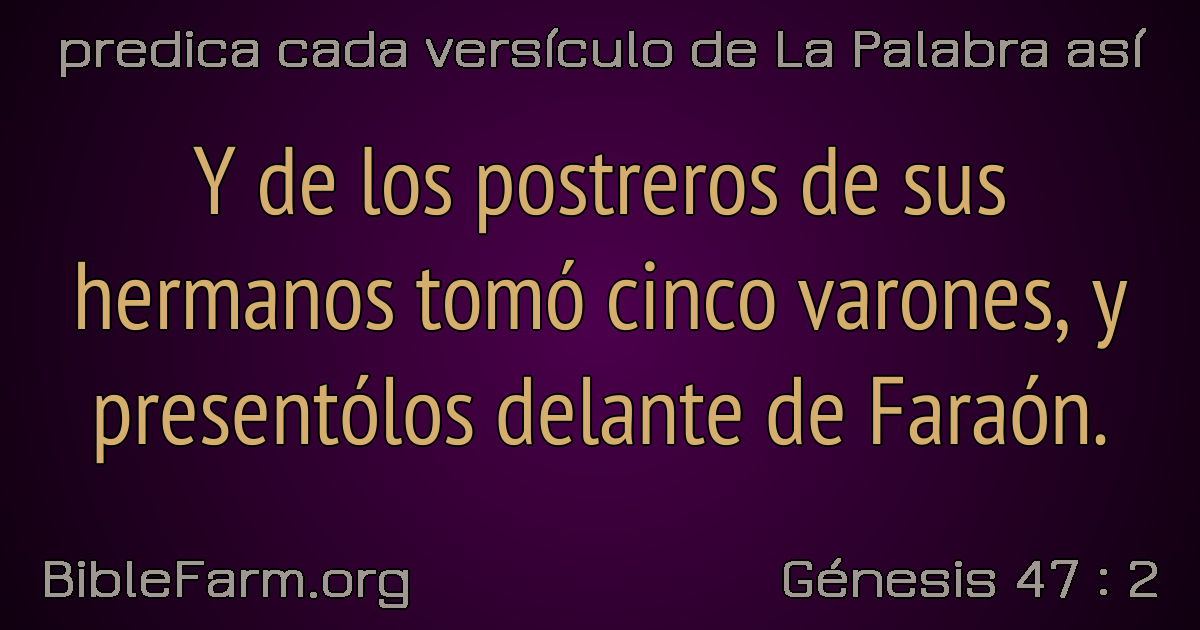 predica cada versículo de La Palabra así
Y de los postreros de sus
hermanos tomó cinco varones, y
presentólos delante de Faraón.
BibleFarm.org
Génesis 47 : 2